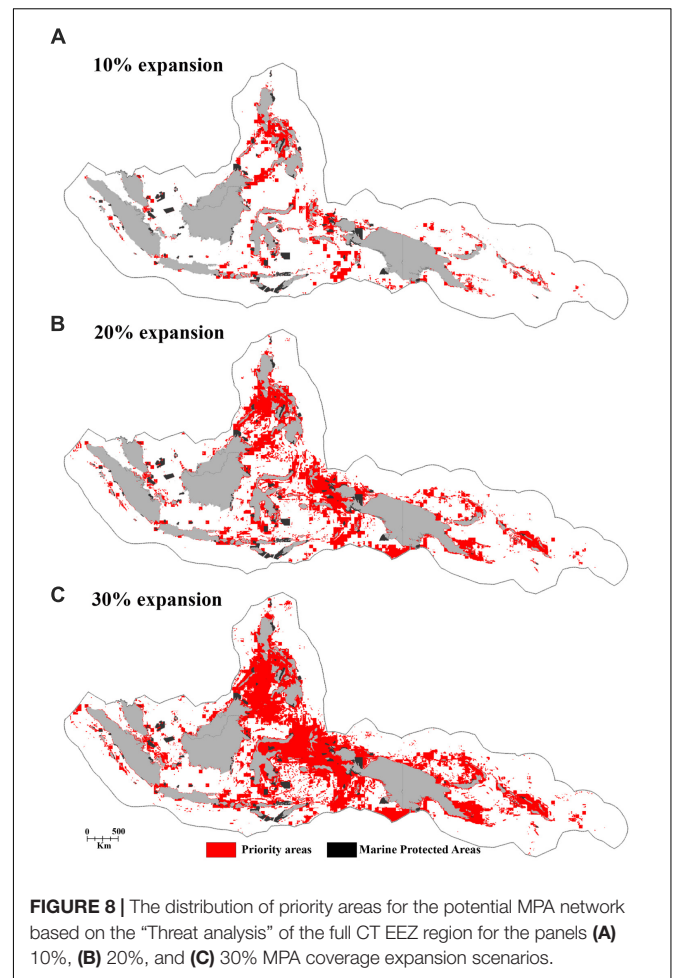 A
10% expansion
B
20% expansion
C
30% expansion
0 500
Km
Priority areas
Marine Protected Areas
FIGURE 8 | The distribution of priority areas for the potential MPA network
based on the “Threat analysis” of the full CT EEZ region for the panels (A)
10%, (B) 20%, and (C) 30% MPA coverage expansion scenarios.